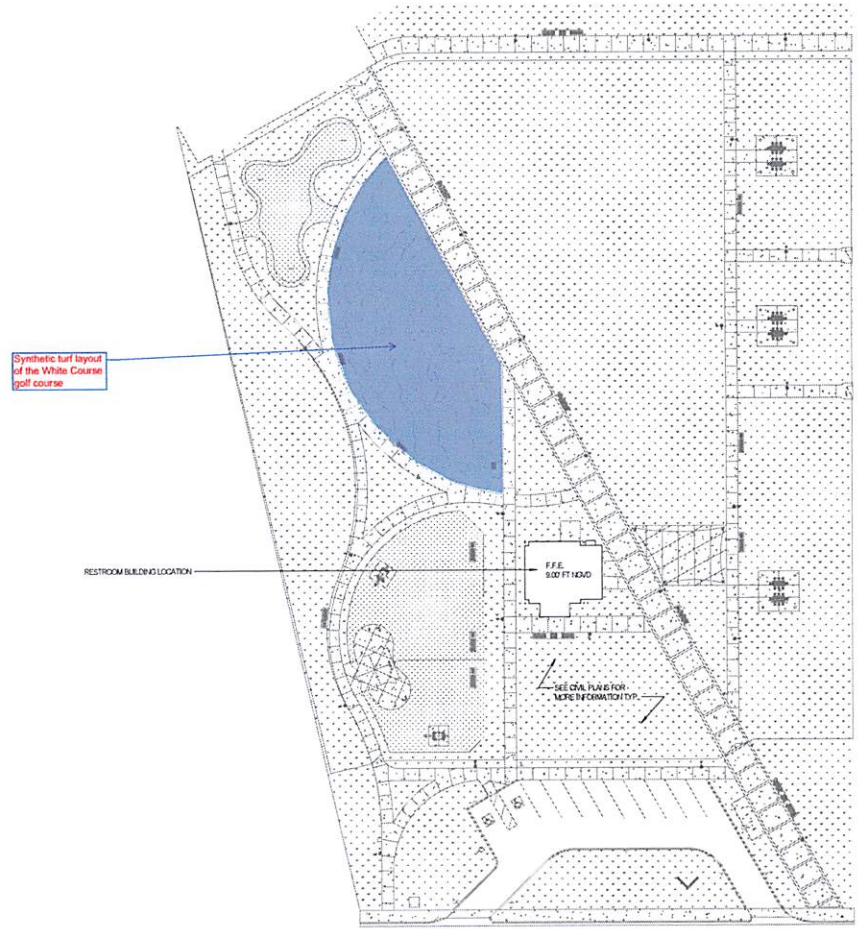 Synthetic turf layout
of the White Course
golf course
RESTROOM BUILDING LOCATION
F.F.E.
9.00' FT NGVD
SEE CIVIL PLANS FOR
MORE INFORMATION TYP.